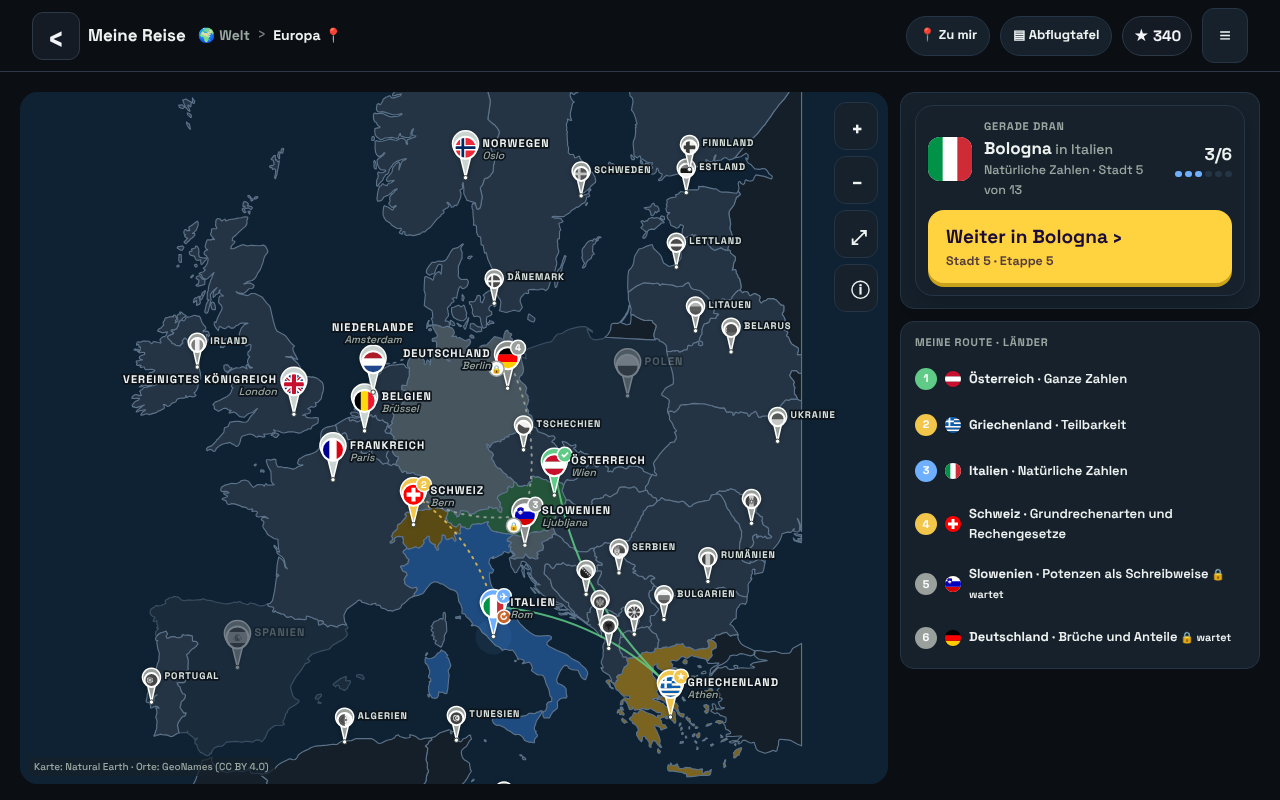 <
Meine Reise
Welt > Europa
Zu mir
Abflugtafel
★ 340
≡
+
−
NORWEGEN
Oslo
SCHWEDEN
FINNLAND
ESTLAND
LETTLAND
DÄNEMARK
LITAUEN
BELARUS
IRLAND
NIEDERLANDE
Amsterdam
DEUTSCHLAND
Berlin
4
POLEN
VEREINIGTES KÖNIGREICH
London
BELGIEN
Brüssel
TSCHECHIEN
UKRAINE
FRANKREICH
Paris
ÖSTERREICH
Wien
SCHWEIZ
Bern
2
SLOWENIEN
Ljubljana
3
SERBIEN
RUMÄNIEN
BULGARIEN
ITALIEN
Rom
SPANIEN
PORTUGAL
GRIECHENLAND
Athen
ALGERIEN
TUNESIEN
Karte: Natural Earth · Orte: GeoNames (CC BY 4.0)
GERADE DRAN
Bologna in Italien
Natürliche Zahlen · Stadt 5
von 13
3/6
Weiter in Bologna >
Stadt 5 · Etappe 5
MEINE ROUTE · LÄNDER
1 Österreich · Ganze Zahlen
2 Griechenland · Teilbarkeit
3 Italien · Natürliche Zahlen
4 Schweiz · Grundrechenarten und
Rechengesetze
5 Slowenien · Potenzen als Schreibweise
wartet
6 Deutschland · Brüche und Anteile wartet